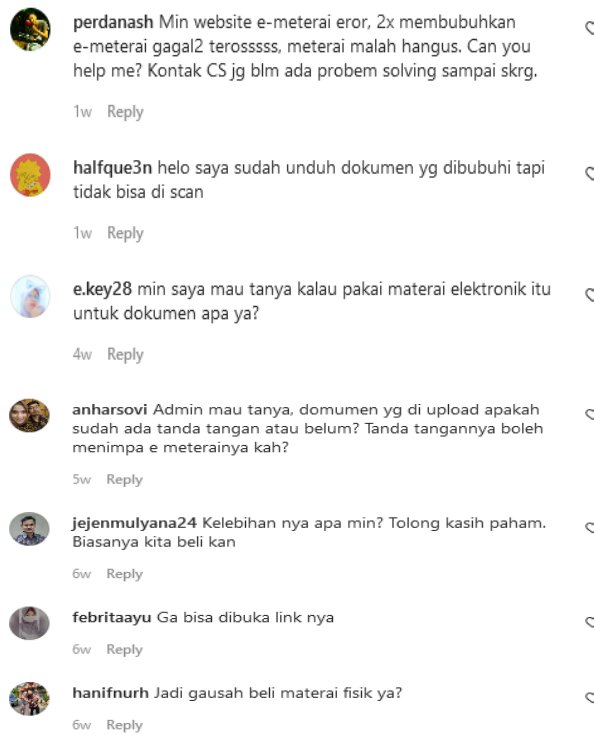 perdanash Min website e-meterai eror, 2x membubuhkan
e-meterai gagal2 terosssss, meterai malah hangus. Can you
help me? Kontak CS jg blm ada probem solving sampai skrg.
1w Reply
halfque3n helo saya sudah unduh dokumen yg dibubuhi tapi
tidak bisa di scan
1w Reply
e.key28 min saya mau tanya kalau pakai materai elektronik itu
untuk dokumen apa ya?
4w Reply
anharsovi Admin mau tanya, domumen yg di upload apakah
sudah ada tanda tangan atau belum? Tanda tangannya boleh
menimpa e meterainya kah?
5w Reply
jejenmulyana24 Kelebihan nya apa min? Tolong kasih paham.
Biasanya kita beli kan
6w Reply
febritaayu Ga bisa dibuka link nya
6w Reply
hanifnurh Jadi gausah beli materai fisik ya?
6w Reply